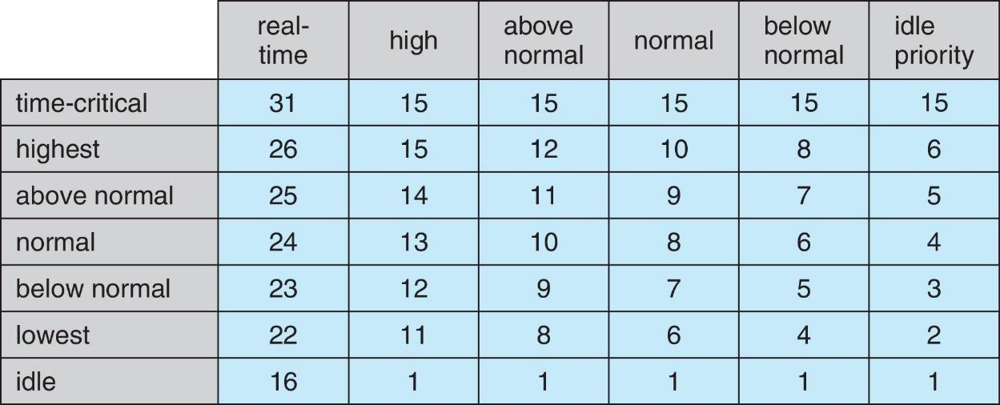 real-time high above normal normal below normal idle priority
time-critical 31 15 15 15 15 15
highest 26 15 12 10 8 6
above normal 25 14 11 9 7 5
normal 24 13 10 8 6 4
below normal 23 12 9 7 5 3
lowest 22 11 8 6 4 2
idle 16 1 1 1 1 1